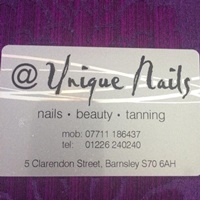 @ Unique Nails
nails • beauty • tanning
mob: 07711 186437
tel: 01226 240240
5 Clarendon Street, Barnsley S70 6AH